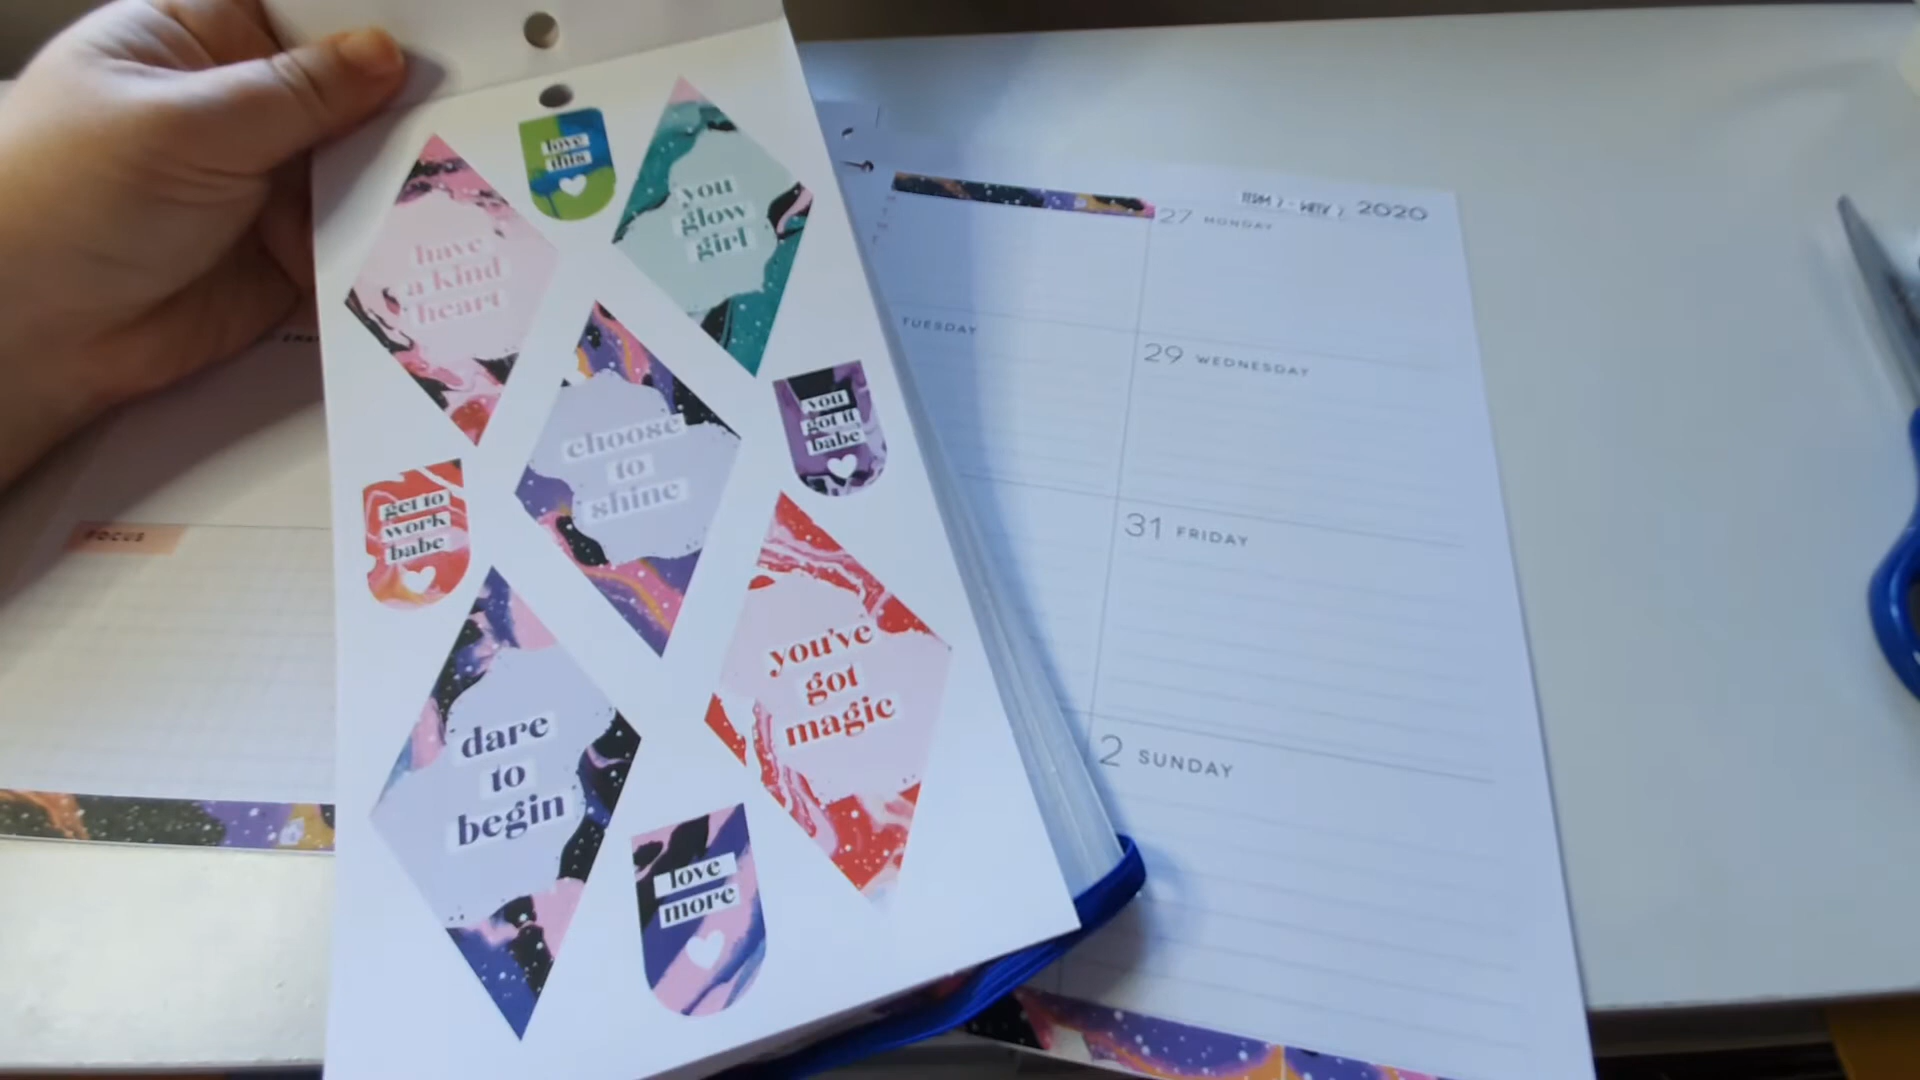 love
this
you
glow
girl
have
a kind
heart
choose
to
shine
you
got it
babe
get to
work
babe
you've
got
magic
dare
to
begin
love
more
FOCUS
2020
27 MONDAY
TUESDAY
29 WEDNESDAY
31 FRIDAY
2 SUNDAY